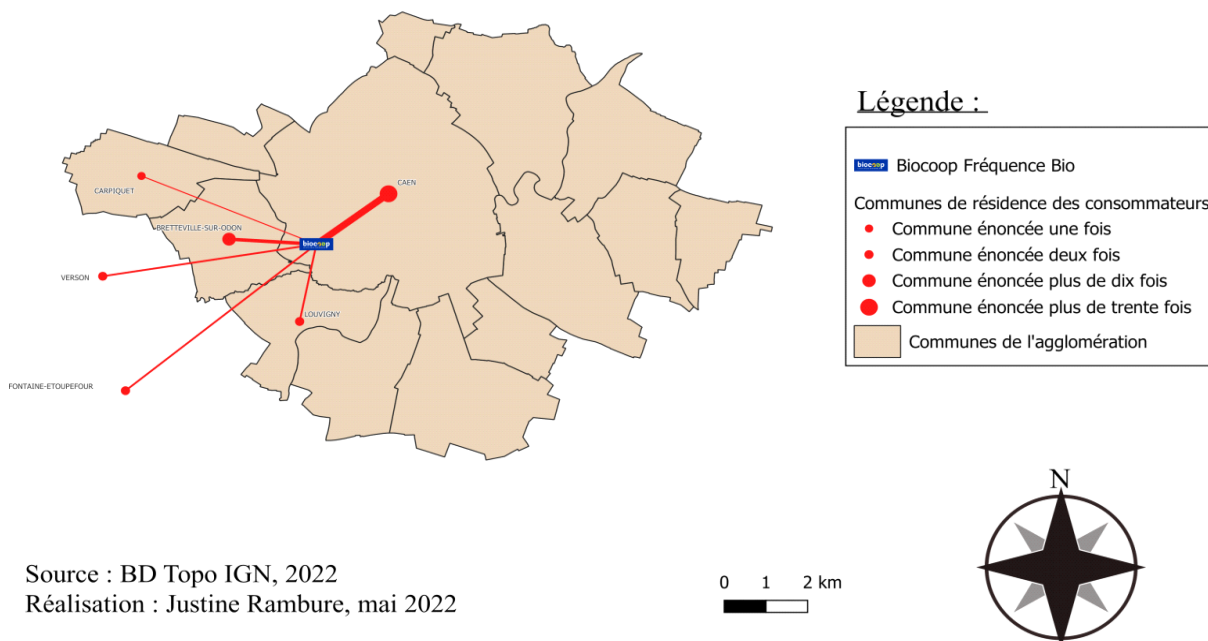 Légende :
biocoop Biocoop Fréquence Bio
Communes de résidence des consommateurs
Commune énoncée une fois
Commune énoncée deux fois
Commune énoncée plus de dix fois
Commune énoncée plus de trente fois
Communes de l'agglomération
CARPIQUET
CAEN
BRETTEVILLE-SUR-ODON
biocoop
VERSON
LOUVIGNY
FONTAINE-ETOUPEFOUR
N
Source : BD Topo IGN, 2022
Réalisation : Justine Rambure, mai 2022
0 1 2 km